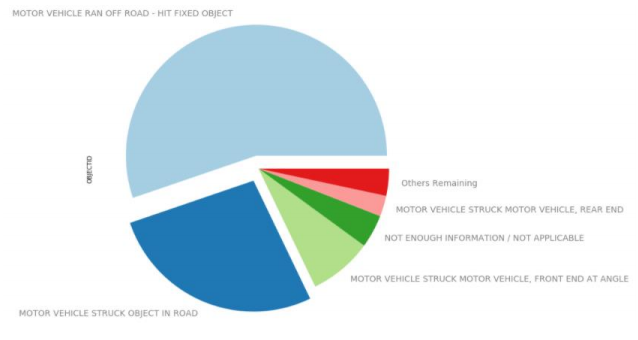 MOTOR VEHICLE RAN OFF ROAD - HIT FIXED OBJECT
OBJECTID
Others Remaining
MOTOR VEHICLE STRUCK MOTOR VEHICLE, REAR END
NOT ENOUGH INFORMATION / NOT APPLICABLE
MOTOR VEHICLE STRUCK MOTOR VEHICLE, FRONT END AT ANGLE
MOTOR VEHICLE STRUCK OBJECT IN ROAD